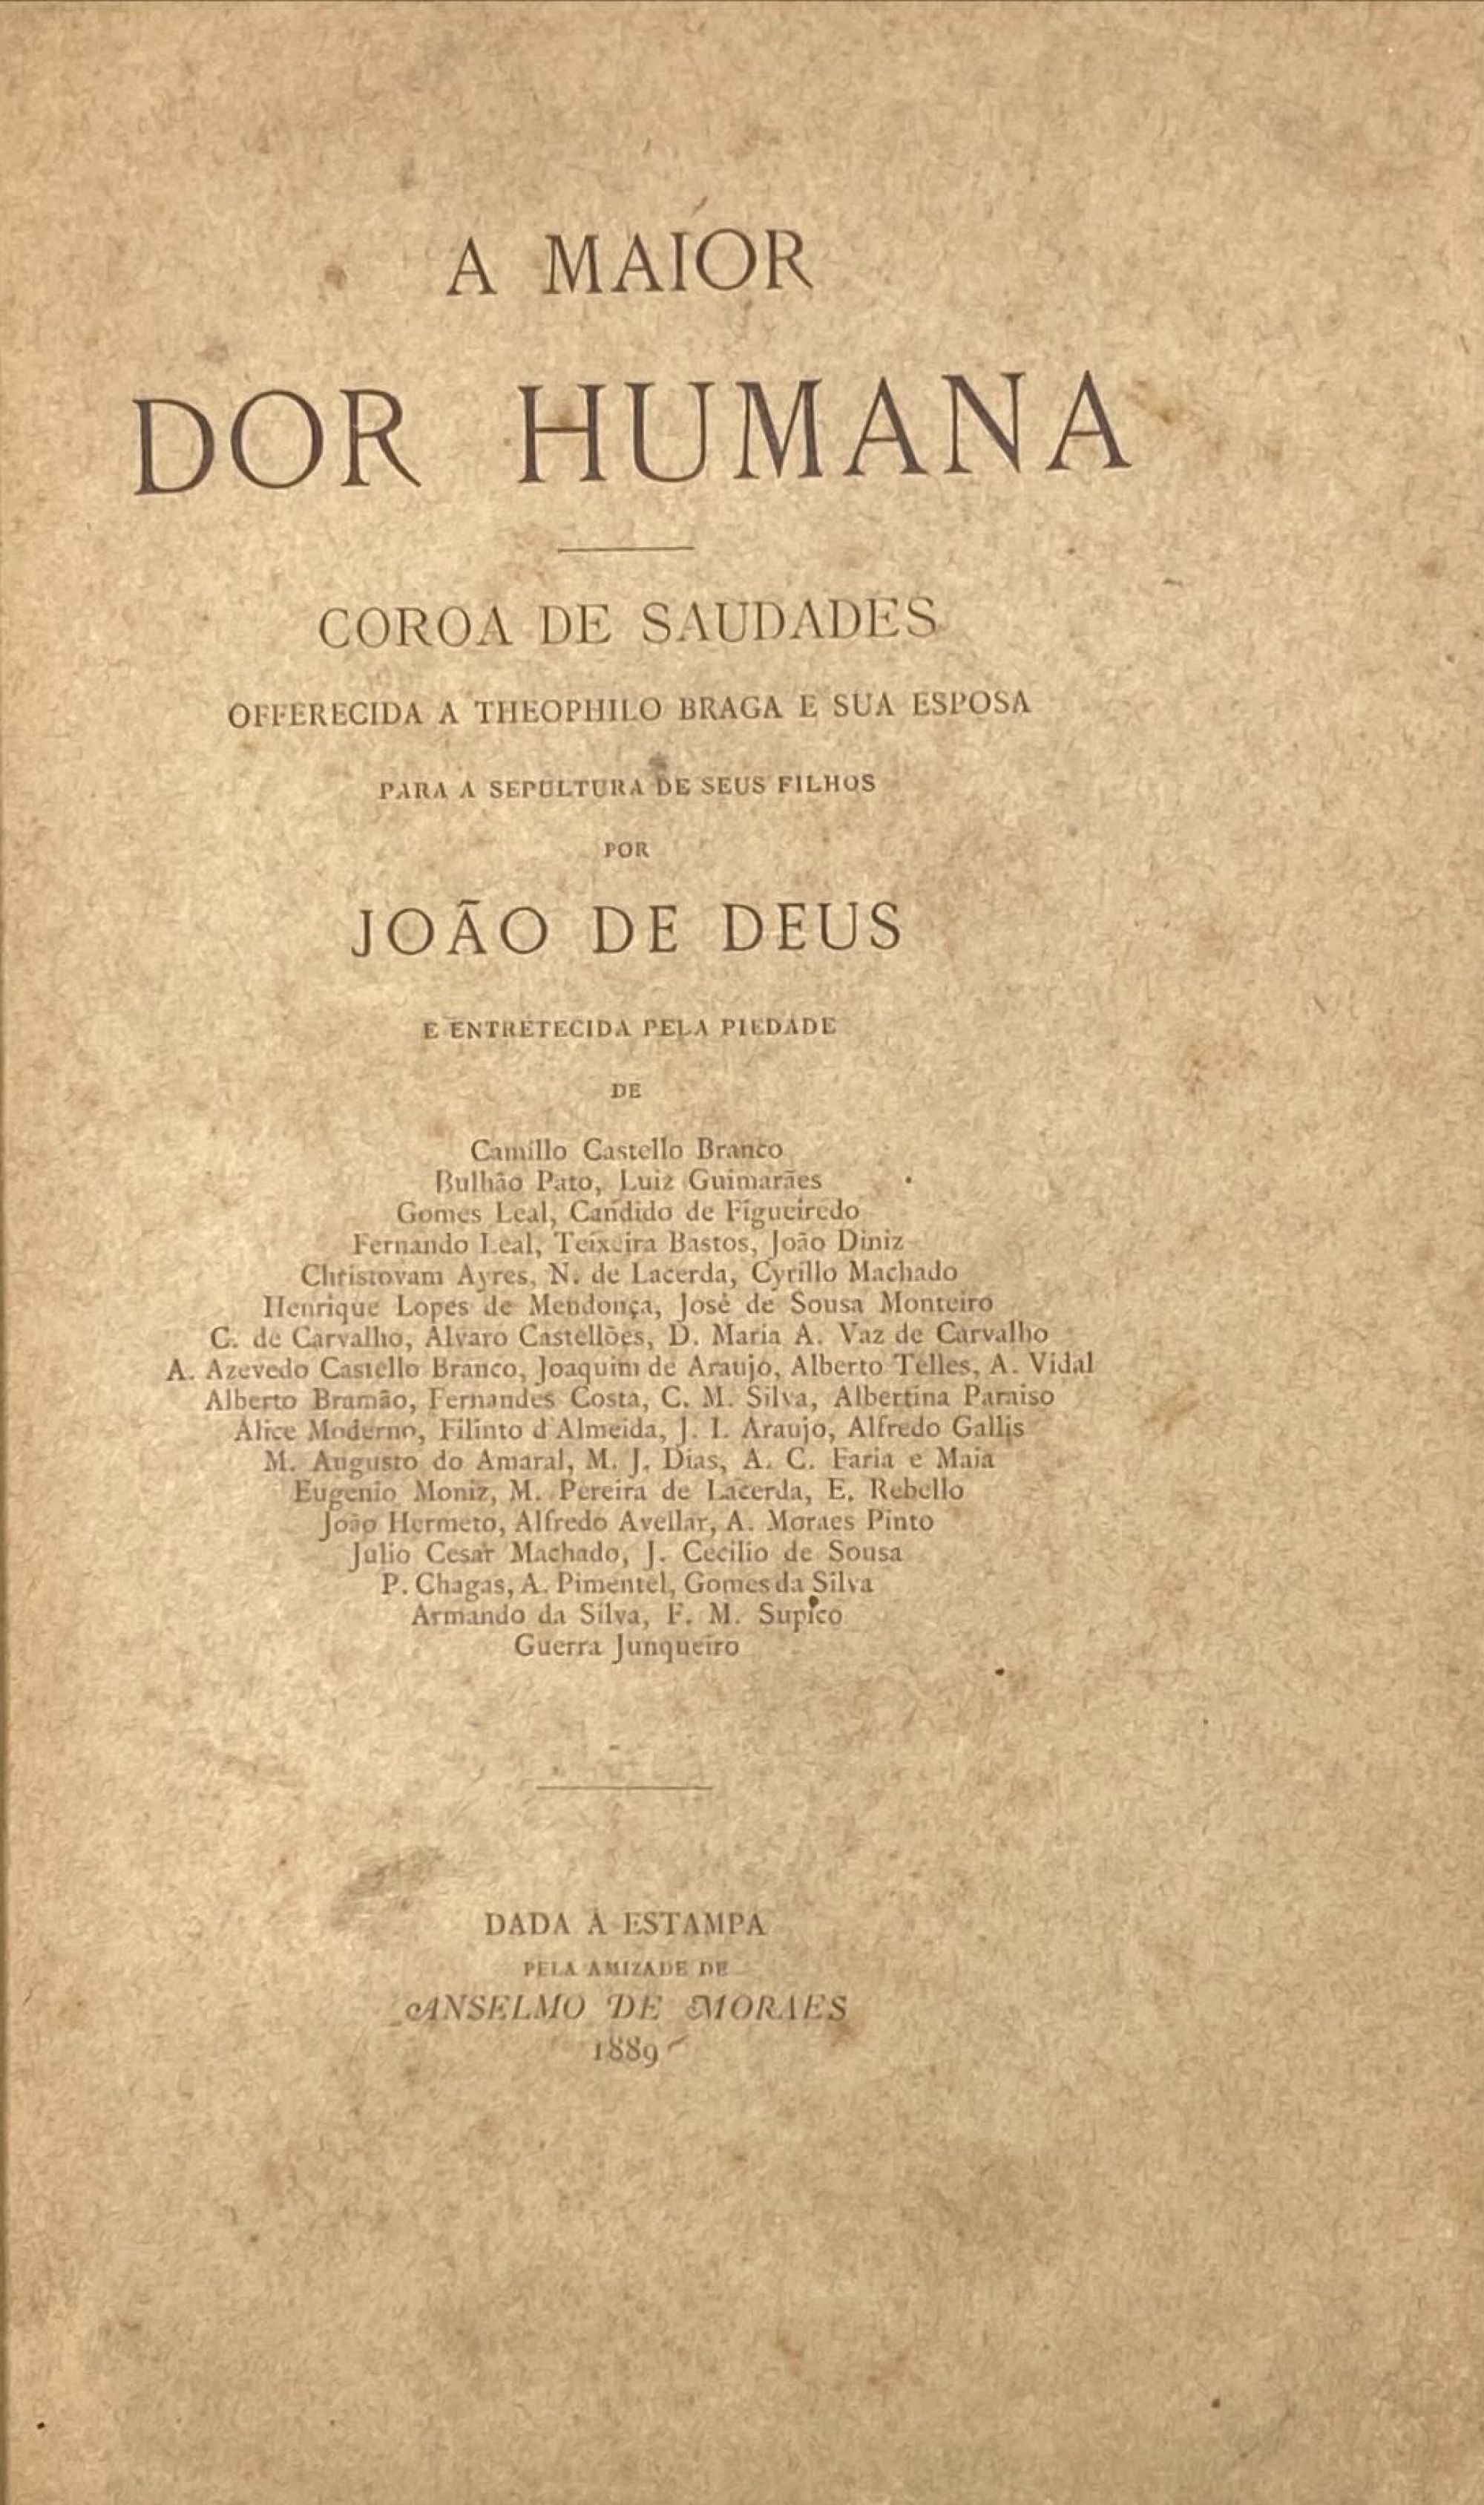 A MAIOR
DOR HUMANA
COROA DE SAUDADES
OFFERECIDA A THEOPHILO BRAGA E SUA ESPOSA
PARA A SEPULTURA DE SEUS FILHOS
POR
JOÃO DE DEUS
E ENTRETECIDA PELA PIEDADE
DE
Camillo Castello Branco
Bulhão Pato, Luiz Guimarães
Gomes Leal, Candido de Figueiredo
Fernando Leal, Teixeira Bastos, João Diniz
Christovam Ayres, N. de Lacerda, Cyrillo Machado
Henrique Lopes de Mendonça, José de Sousa Monteiro
C. de Carvalho, Alvaro Castellões, D. Maria A. Vaz de Carvalho
A. Azevedo Castello Branco, Joaquim de Araujo, Alberto Telles, A. Vidal
Alberto Bramão, Fernandes Costa, C. M. Silva, Albertina Paraiso
Alice Moderno, Filinto d'Almeida, J. I. Araujo, Alfredo Gallis
M. Augusto do Amaral, M. J. Dias, A. C. Faria e Maia
Eugenio Moniz, M. Pereira de Lacerda, E. Rebello
João Hermeto, Alfredo Avellar, A. Moraes Pinto
Julio Cesar Machado, J. Cecilio de Sousa
P. Chagas, A. Pimentel, Gomes da Silva
Armando da Silva, F. M. Supico
Guerra Junqueiro
DADA Á ESTAMPA
PELA AMIZADE DE
ANSELMO DE MORAES
1889